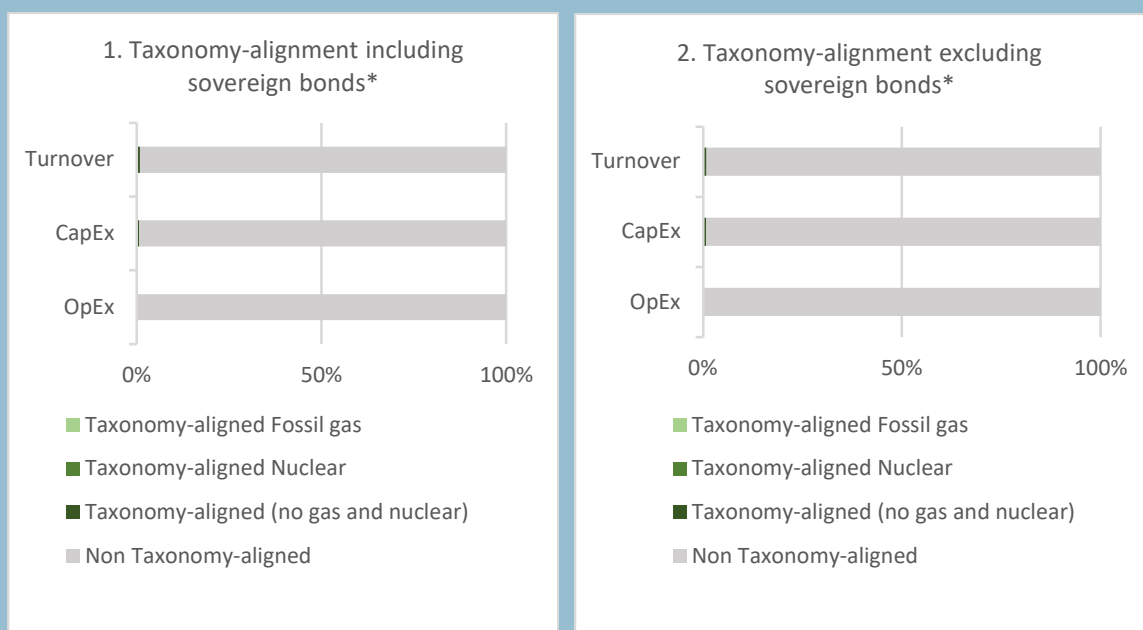 1. Taxonomy-alignment including
sovereign bonds*
Turnover
CapEx
OpEx
0%
50%
100%
Taxonomy-aligned Fossil gas
Taxonomy-aligned Nuclear
Taxonomy-aligned (no gas and nuclear)
Non Taxonomy-aligned
2. Taxonomy-alignment excluding
sovereign bonds*
Turnover
CapEx
OpEx
0%
50%
100%
Taxonomy-aligned Fossil gas
Taxonomy-aligned Nuclear
Taxonomy-aligned (no gas and nuclear)
Non Taxonomy-aligned